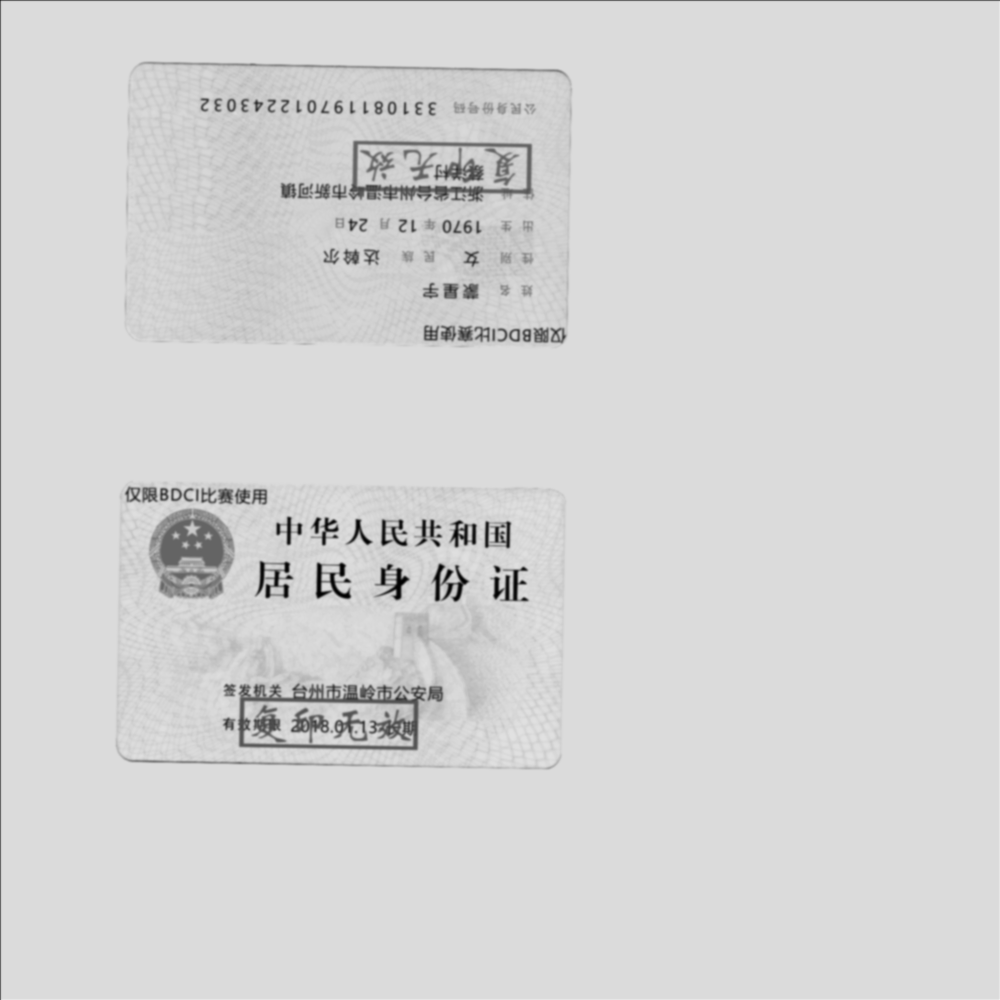 仅限BDCI比赛使用
姓名 蒙星宇
性别 女 民族 达斡尔
出生 1970 年 12 月 24 日
住址 浙江省台州市温岭市新河镇
复印无效
公民身份号码 331081197012243032
仅限BDCI比赛使用
中华人民共和国
居民身份证
签发机关 台州市温岭市公安局
有效期限 2018.01.13-长期
复印无效